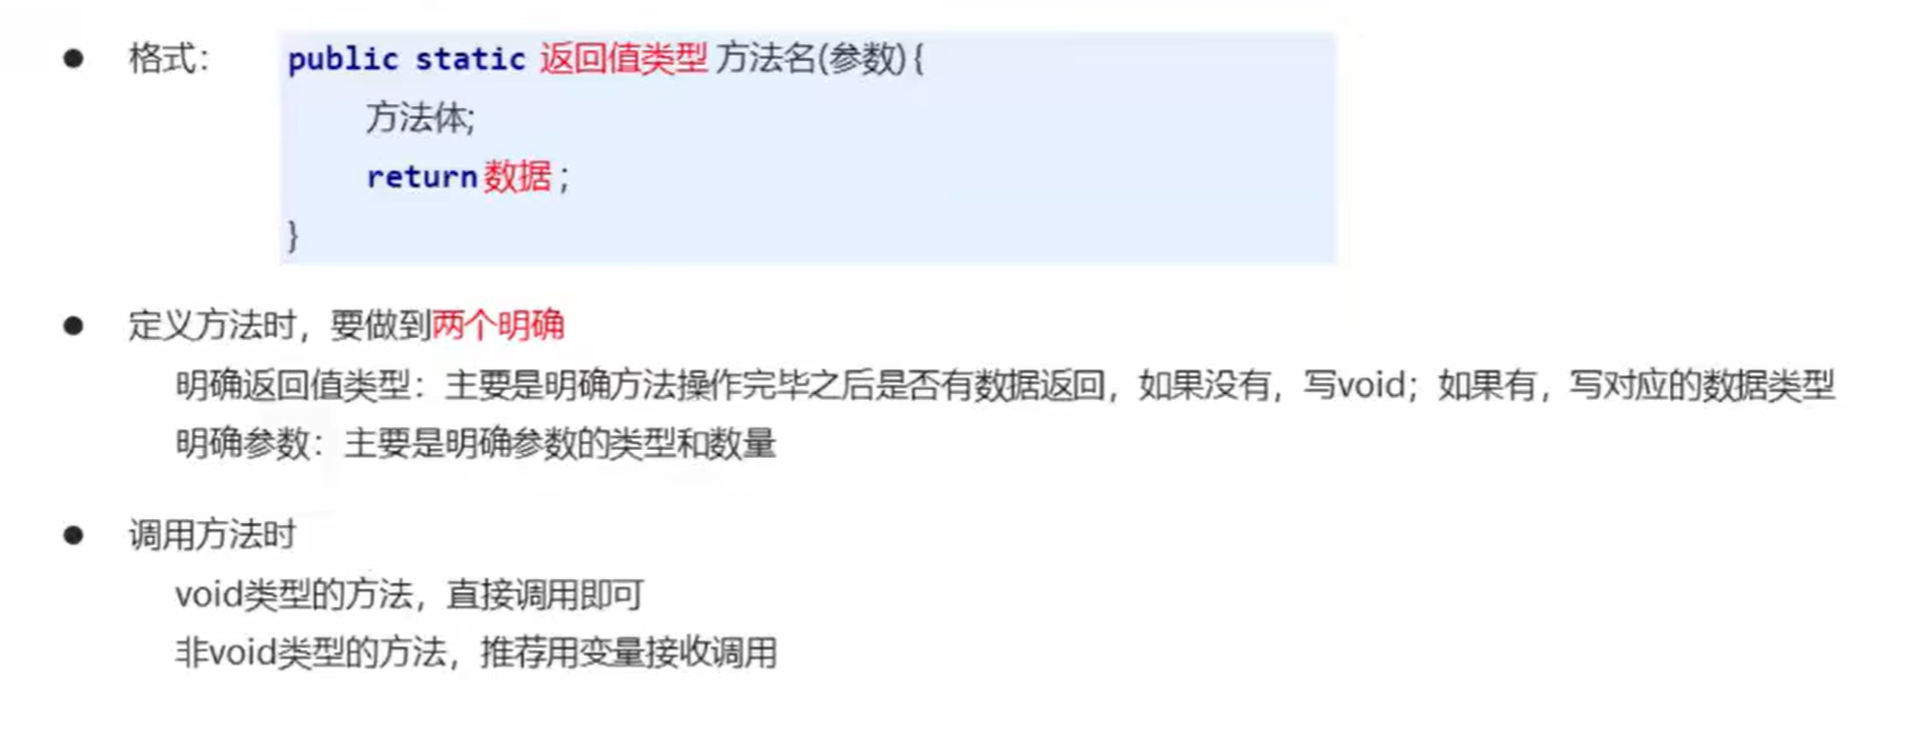 ● 格式： public static 返回值类型 方法名(参数) {
方法体;
return 数据 ;
}
● 定义方法时，要做到两个明确
明确返回值类型：主要是明确方法操作完毕之后是否有数据返回，如果没有，写void；如果有，写对应的数据类型
明确参数：主要是明确参数的类型和数量
● 调用方法时
void类型的方法，直接调用即可
非void类型的方法，推荐用变量接收调用